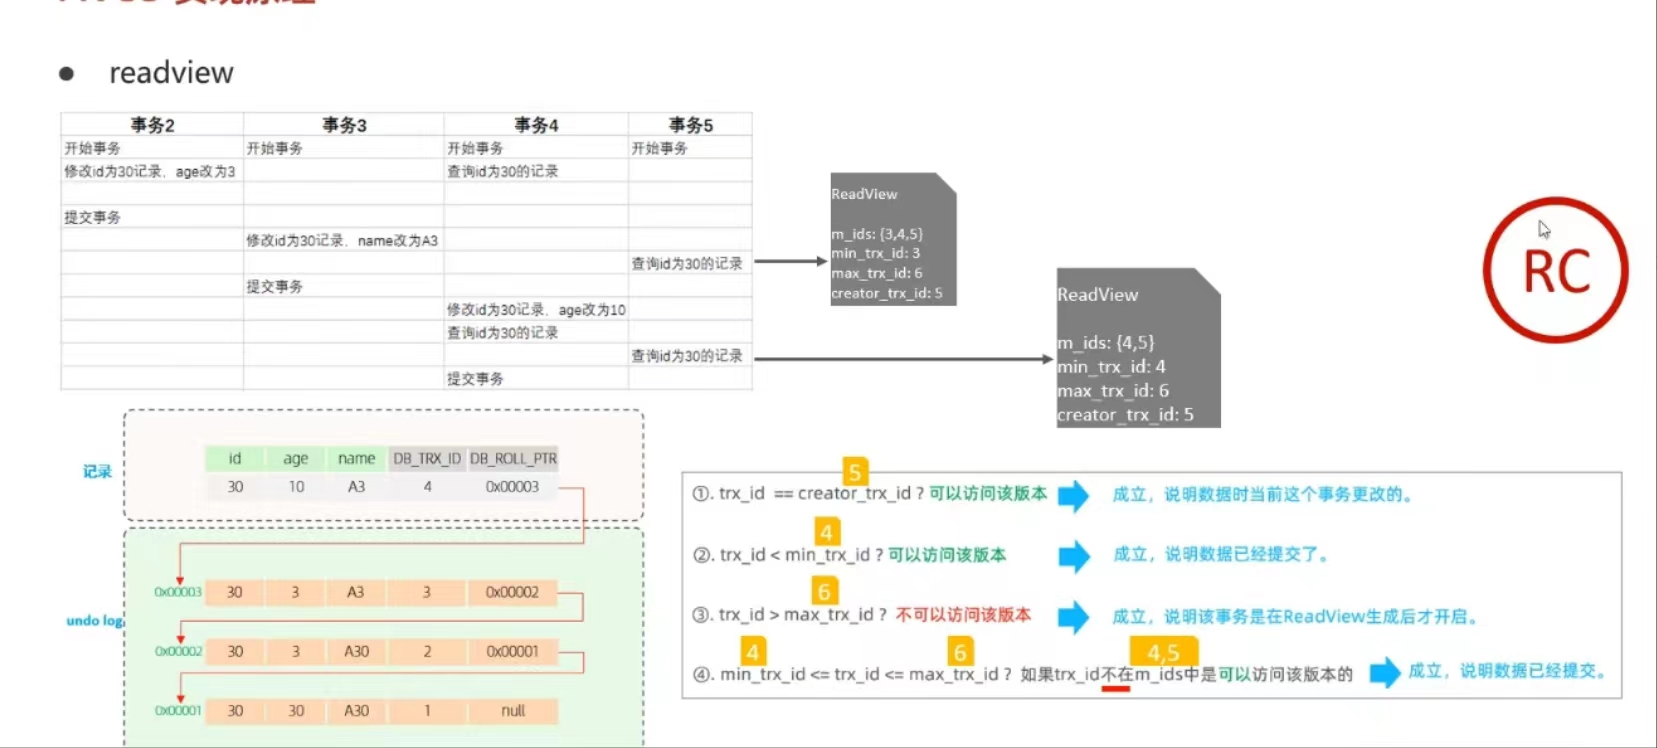 ● readview
事务2 事务3 事务4 事务5
开始事务 开始事务 开始事务 开始事务
修改id为30记录，age改为3 查询id为30的记录
提交事务
修改id为30记录，name改为A3
查询id为30的记录
提交事务
修改id为30记录，age改为10
查询id为30的记录
查询id为30的记录
提交事务
ReadView
m_ids: {3,4,5}
min_trx_id: 3
max_trx_id: 6
creator_trx_id: 5
ReadView
m_ids: {4,5}
min_trx_id: 4
max_trx_id: 6
creator_trx_id: 5
RC
记录
id age name DB_TRX_ID DB_ROLL_PTR
30 10 A3 4 0x00003
undo log
0x00003 30 3 A3 3 0x00002
0x00002 30 3 A30 2 0x00001
0x00001 30 30 A30 1 null
5
①. trx_id == creator_trx_id ? 可以访问该版本 成立，说明数据时当前这个事务更改的。
4
②. trx_id < min_trx_id ? 可以访问该版本 成立，说明数据已经提交了。
6
③. trx_id > max_trx_id ? 不可以访问该版本 成立，说明该事务是在ReadView生成后才开启。
4 6 4,5
④. min_trx_id <= trx_id <= max_trx_id ? 如果trx_id不在m_ids中是可以访问该版本的 成立，说明数据已经提交。